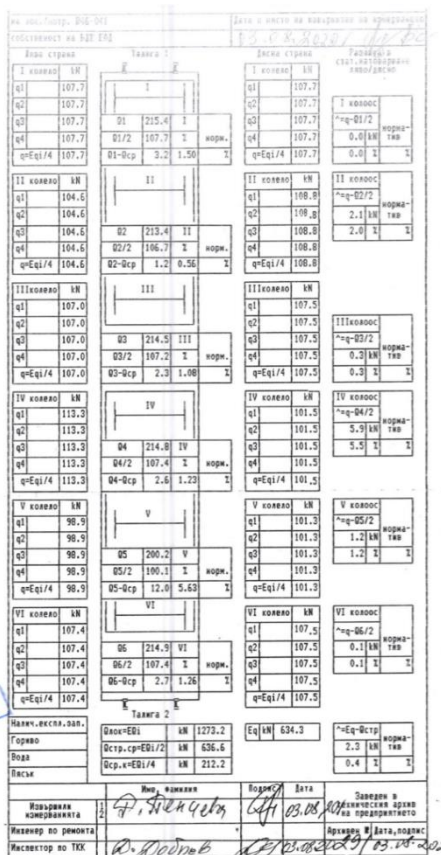 собственост на БДЖ ЕАД
03.08.2020
Лява страна Талига 1 Дясна страна Разлика в стат.натоварване ляво/дясно
I колело kN I I колело kN
q1 107.7 q1 107.7
q2 107.7 q2 107.7 I колоос
q3 107.7 Q1 215.4 I q3 107.7 ^=q-Q1/2 норма-тив
q4 107.7 Q1/2 107.7 % норм. q4 107.7 0.0 kN
q=Eqi/4 107.7 Q1-Qср 3.2 1.50 % q=Eqi/4 107.7 0.0 % %
II колело kN II II колело kN II колоос
q1 104.6 q1 108.8 ^=q-Q2/2 норма-тив
q2 104.6 q2 108.8 2.1 kN
q3 104.6 Q2 213.4 II q3 108.8 2.0 % %
q4 104.6 Q2/2 106.7 % норм. q4 108.8
q=Eqi/4 104.6 Q2-Qср 1.2 0.56 % q=Eqi/4 108.8
IIIколело kN III IIIколело kN
q1 107.0 q1 107.5
q2 107.0 q2 107.5 IIIколоос
q3 107.0 Q3 214.5 III q3 107.5 ^=q-Q3/2 норма-тив
q4 107.0 Q3/2 107.2 % норм. q4 107.5 0.3 kN
q=Eqi/4 107.0 Q3-Qср 2.3 1.08 % q=Eqi/4 107.5 0.3 % %
IV колело kN IV IV колело kN IV колоос
q1 113.3 q1 101.5 ^=q-Q4/2 норма-тив
q2 113.3 q2 101.5 5.9 kN
q3 113.3 Q4 214.8 IV q3 101.5 5.5 % %
q4 113.3 Q4/2 107.4 % норм. q4 101.5
q=Eqi/4 113.3 Q4-Qср 2.6 1.23 % q=Eqi/4 101.5
V колело kN V V колело kN V колоос
q1 98.9 q1 101.3 ^=q-Q5/2 норма-тив
q2 98.9 q2 101.3 1.2 kN
q3 98.9 Q5 200.2 V q3 101.3 1.2 % %
q4 98.9 Q5/2 100.1 % норм. q4 101.3
q=Eqi/4 98.9 Q5-Qср 12.0 5.63 % q=Eqi/4 101.3
VI колело kN VI VI колело kN VI колоос
q1 107.4 q1 107.5 ^=q-Q6/2 норма-тив
q2 107.4 Q6 214.9 VI q2 107.5 0.1 kN
q3 107.4 Q6/2 107.4 % норм. q3 107.5 0.1 % %
q4 107.4 Q6-Qср 2.7 1.26 % q4 107.5
q=Eqi/4 107.4 q=Eqi/4 107.5
Талига 2
Налич.експл.зап. Qлок=EQi kN 1273.2 Eq kN 634.3 ^=Eq-Qстр норма-тив
Гориво Qстр.ср=EQi/2 kN 636.6 2.3 kN
Вода Qср.к=EQi/6 kN 212.2 0.4 % %
Пясък
Име, фамилия Подпис Дата Заведен в техническия архив на предприятието
Извършили измерванията 1 2 03.08
Инженер по ремонта Архивен № Дата,подпис
Инспектор по ТКК